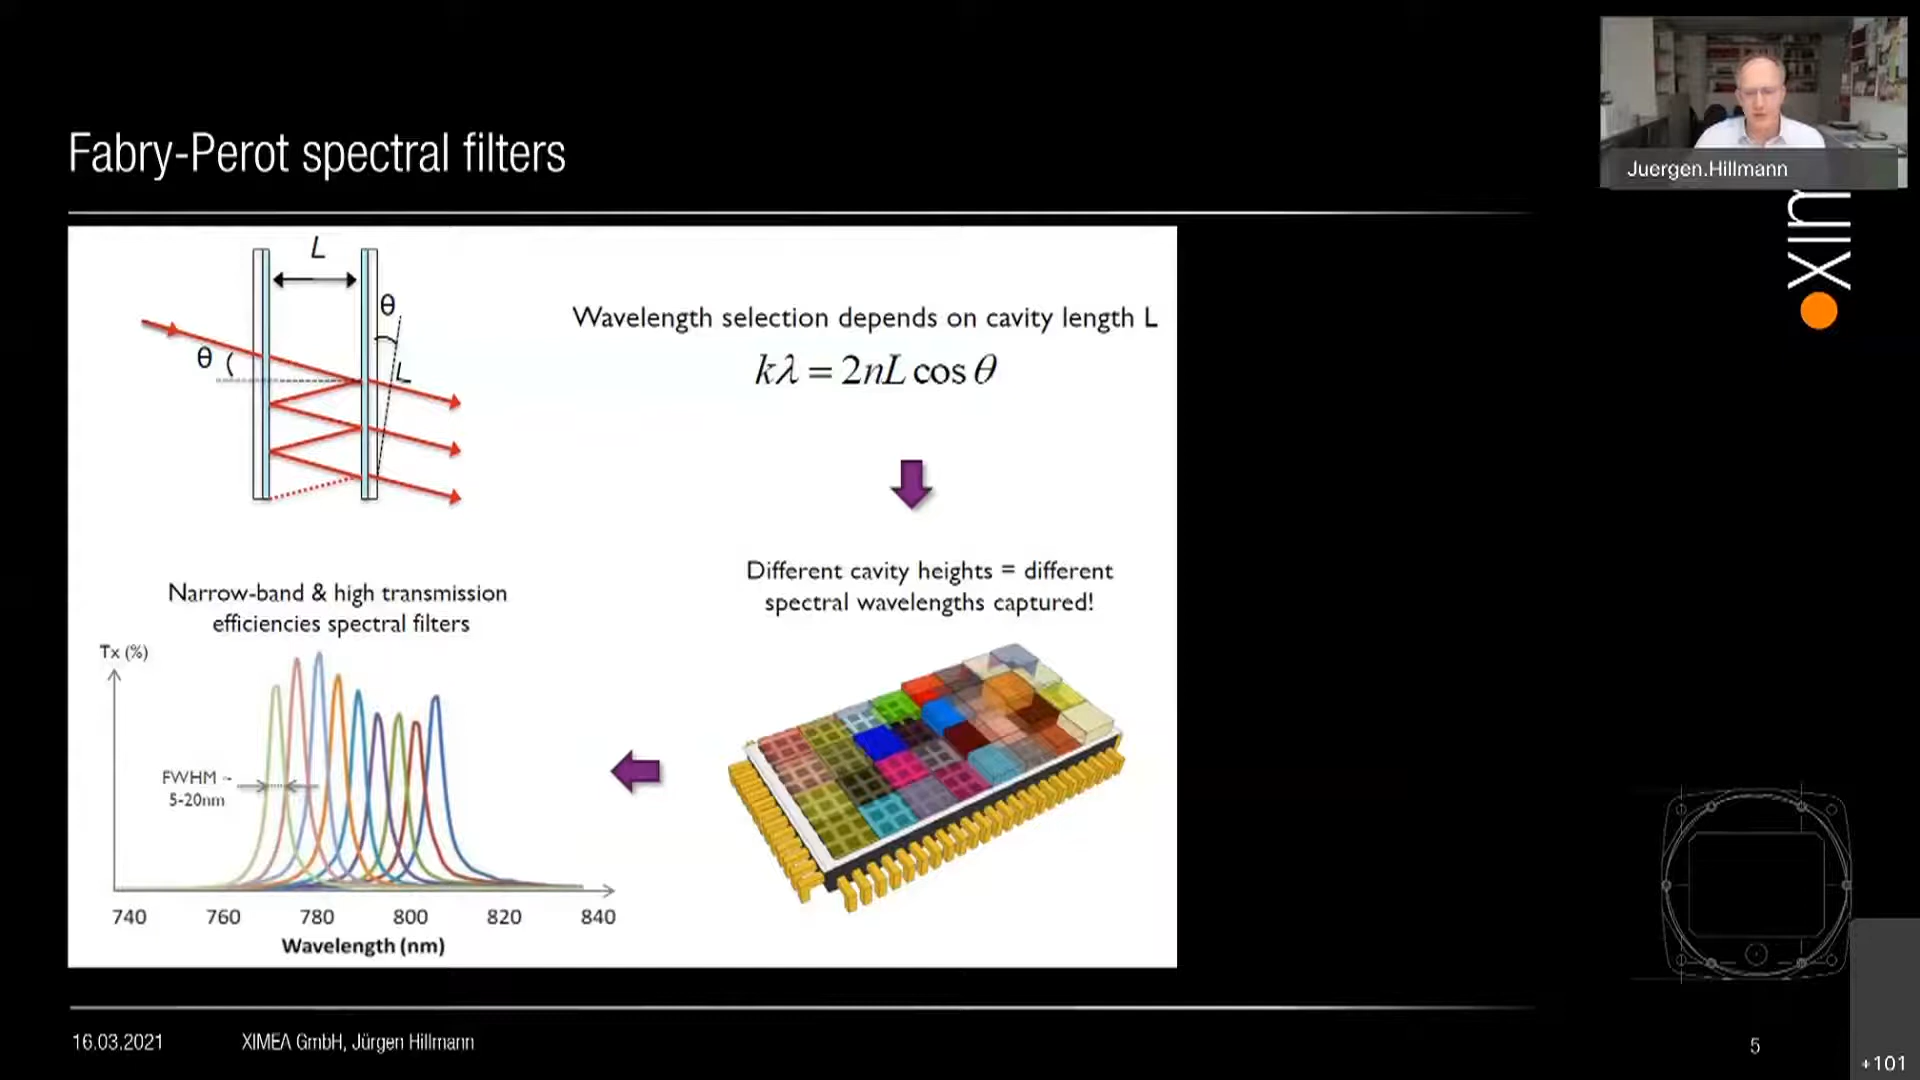 Juergen.Hillmann
Fabry-Perot spectral filters
L
θ
θ
L
Wavelength selection depends on cavity length L
kλ = 2nL cos θ
Different cavity heights = different
spectral wavelengths captured!
Narrow-band & high transmission
efficiencies spectral filters
Tx (%)
FWHM ~
5-20nm
740 760 780 800 820 840
Wavelength (nm)
16.03.2021 XIMEA GmbH, Jürgen Hillmann 5
+101